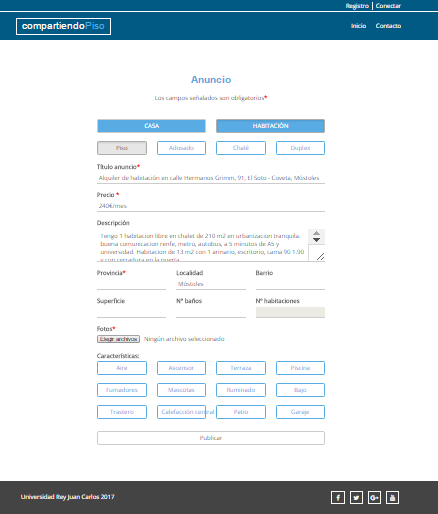 Registro | Conectar
compartiendoPiso
Inicio Contacto
Anuncio
Los campos señalados son obligatorios*
CASA HABITACIÓN
Piso Adosado Chalé Duplex
Título anuncio*
Alquiler de habitación en calle Hermanos Grimm, 91, El Soto - Coveta, Móstoles
Precio *
240€/mes
Descripción
Tengo 1 habitacion libre en chalet de 210 m2 en urbanizacion tranquila.
buena comunicacion renfe, metro, autobus, a 5 minutos de A5 y
universidad. Habitacion de 13 m2 con 1 armario, escritorio, cama 90 1.90
y con cerradura en la puerta
Provincia* Localidad Barrio
Móstoles
Superficie Nº baños Nº habitaciones
Fotos*
Elegir archivos Ningún archivo seleccionado
Características:
Aire Ascensor Terraza Piscina
Fumadores Mascotas Iluminado Bajo
Trastero Calefacción central Patio Garaje
Publicar
Universidad Rey Juan Carlos 2017